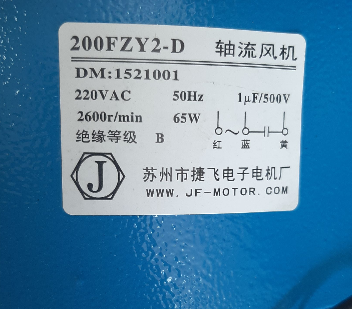 200FZY2-D 轴流风机
DM:1521001
220VAC 50Hz 1μF/500V
2600r/min 65W
绝缘等级 B 红 蓝 黄
J 苏州市捷飞电子电机厂
WWW.JF-MOTOR.COM